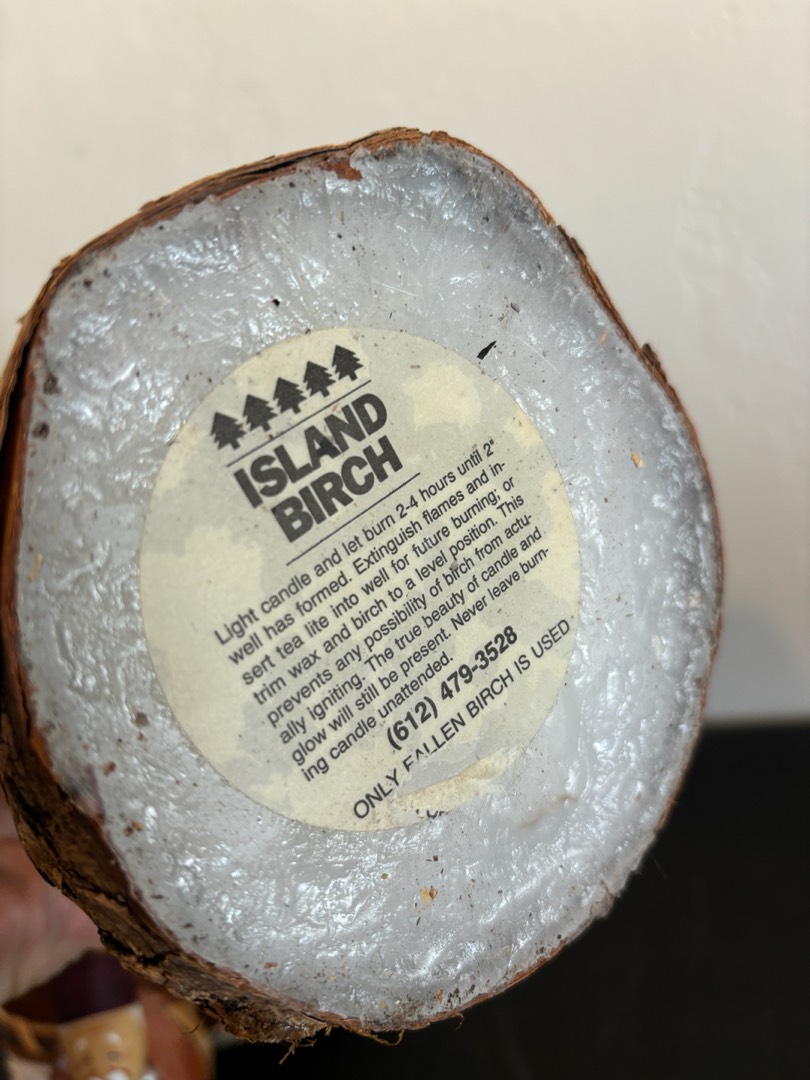 ISLAND
BIRCH
Light candle and let burn 2-4 hours until 2"
well has formed. Extinguish flames and in-
sert tea lite into well for future burning; or
trim wax and birch to a level position. This
prevents any possibility of birch from actu-
ally igniting. The true beauty of candle and
glow will still be present. Never leave burn-
ing candle unattended.
(612) 479-3528
ONLY FALLEN BIRCH IS USED